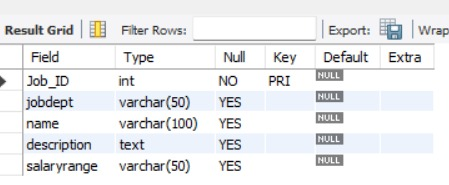 Result Grid Filter Rows: Export: Wrap
Field Type Null Key Default Extra
Job_ID int NO PRI NULL
jobdept varchar(50) YES NULL
name varchar(100) YES NULL
description text YES NULL
salaryrange varchar(50) YES NULL